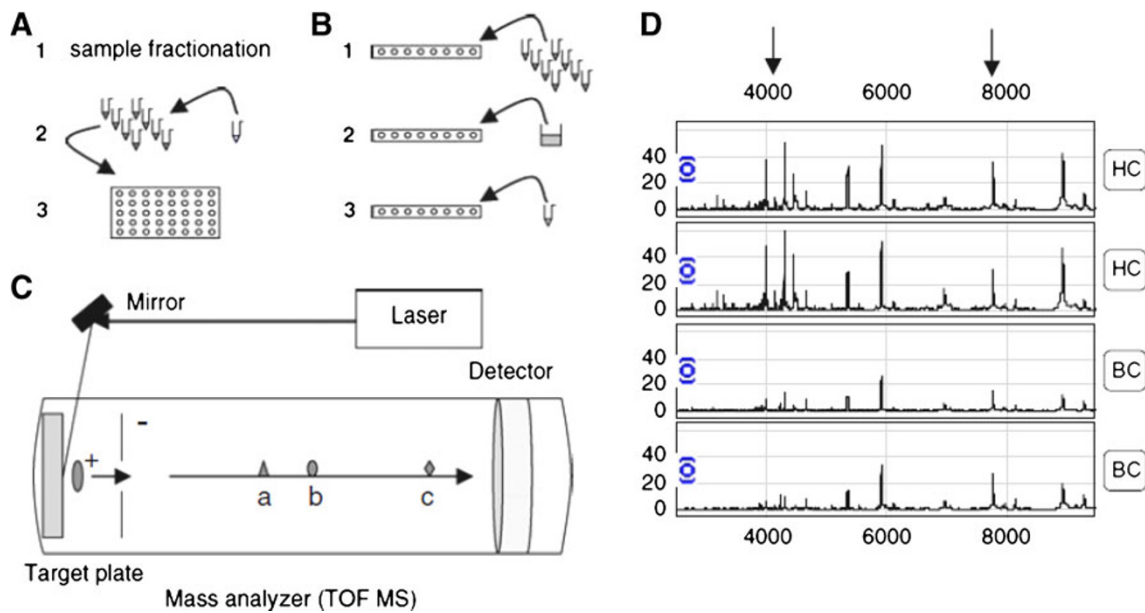 A
1 sample fractionation
2
3
B
1
2
3
C
Mirror
Laser
Detector
-
+
a b c
Target plate
Mass analyzer (TOF MS)
D
4000 6000 8000
40
20
0
HC
40
20
0
HC
40
20
0
BC
40
20
0
BC
4000 6000 8000